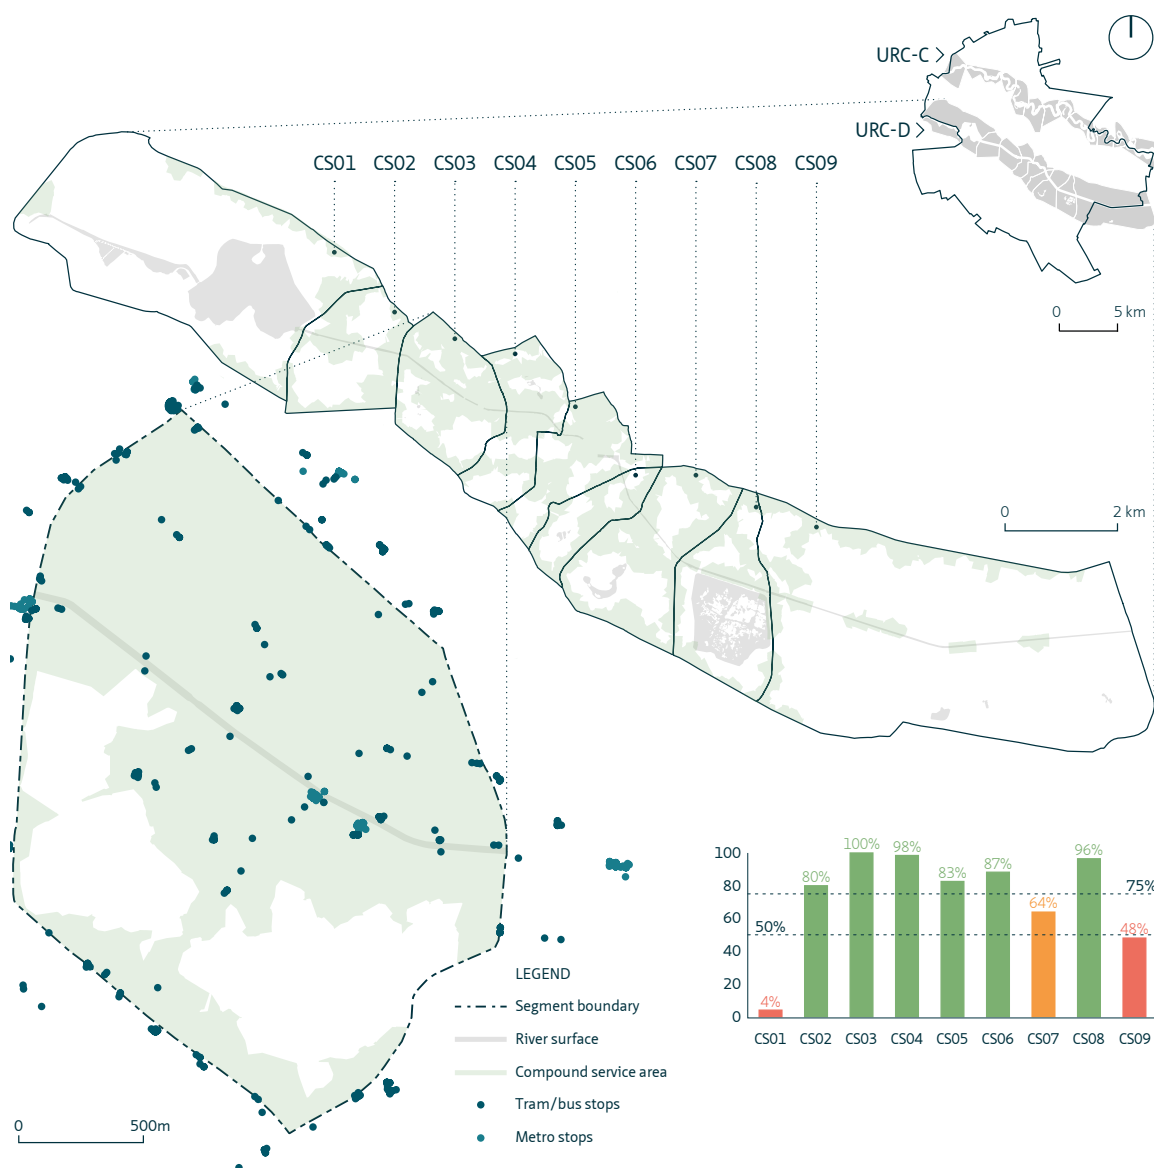 URC-C
URC-D
CS01 CS02 CS03 CS04 CS05 CS06 CS07 CS08 CS09
0 5 km
0 2 km
100
80
60
40
20
0
75%
50%
4%
80%
100%
98%
83%
87%
64%
96%
48%
CS01 CS02 CS03 CS04 CS05 CS06 CS07 CS08 CS09
LEGEND
Segment boundary
River surface
Compound service area
Tram/bus stops
Metro stops
0 500m